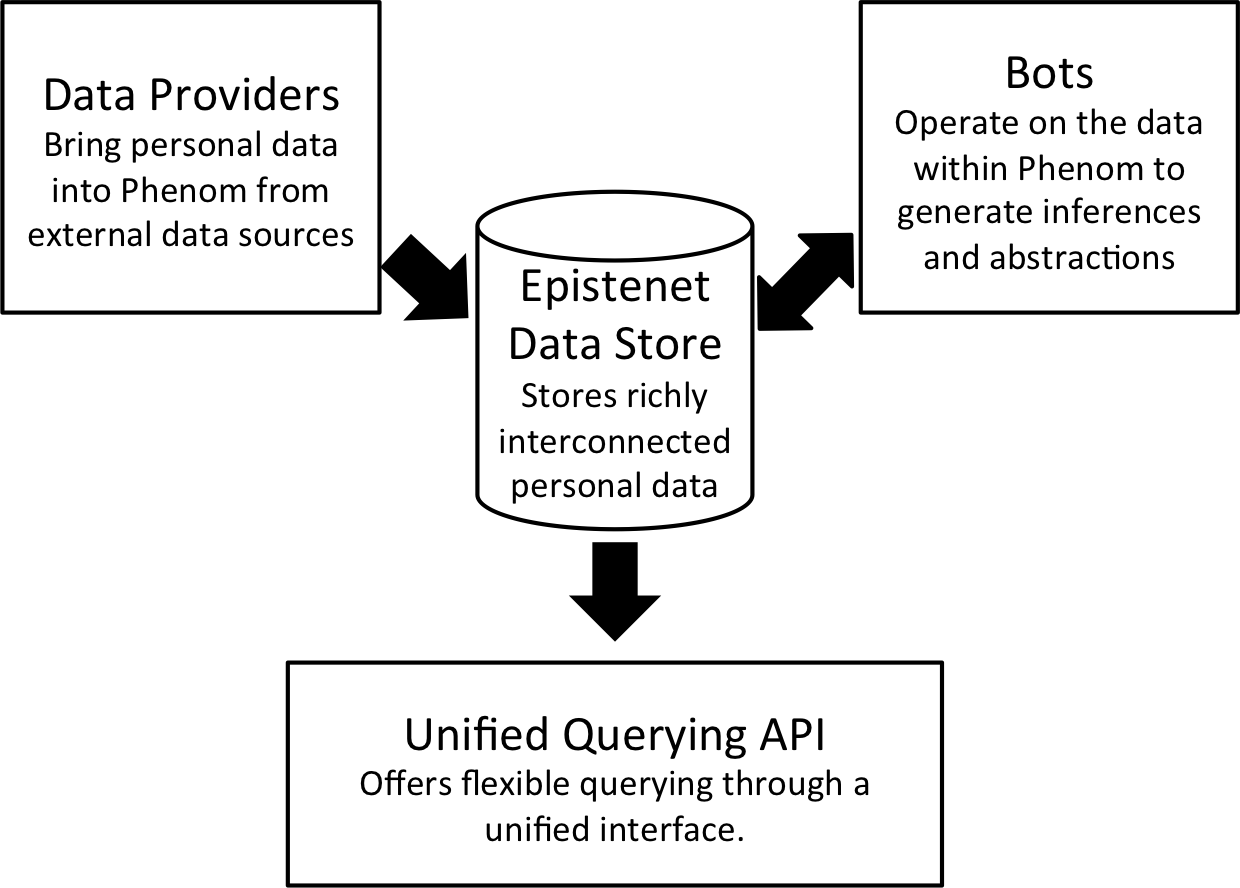 Data Providers
Bring personal data
into Phenom from
external data sources
Bots
Operate on the data
within Phenom to
generate inferences
and abstractions
Epistenet
Data Store
Stores richly
interconnected
personal data
Unified Querying API
Offers flexible querying through a
unified interface.